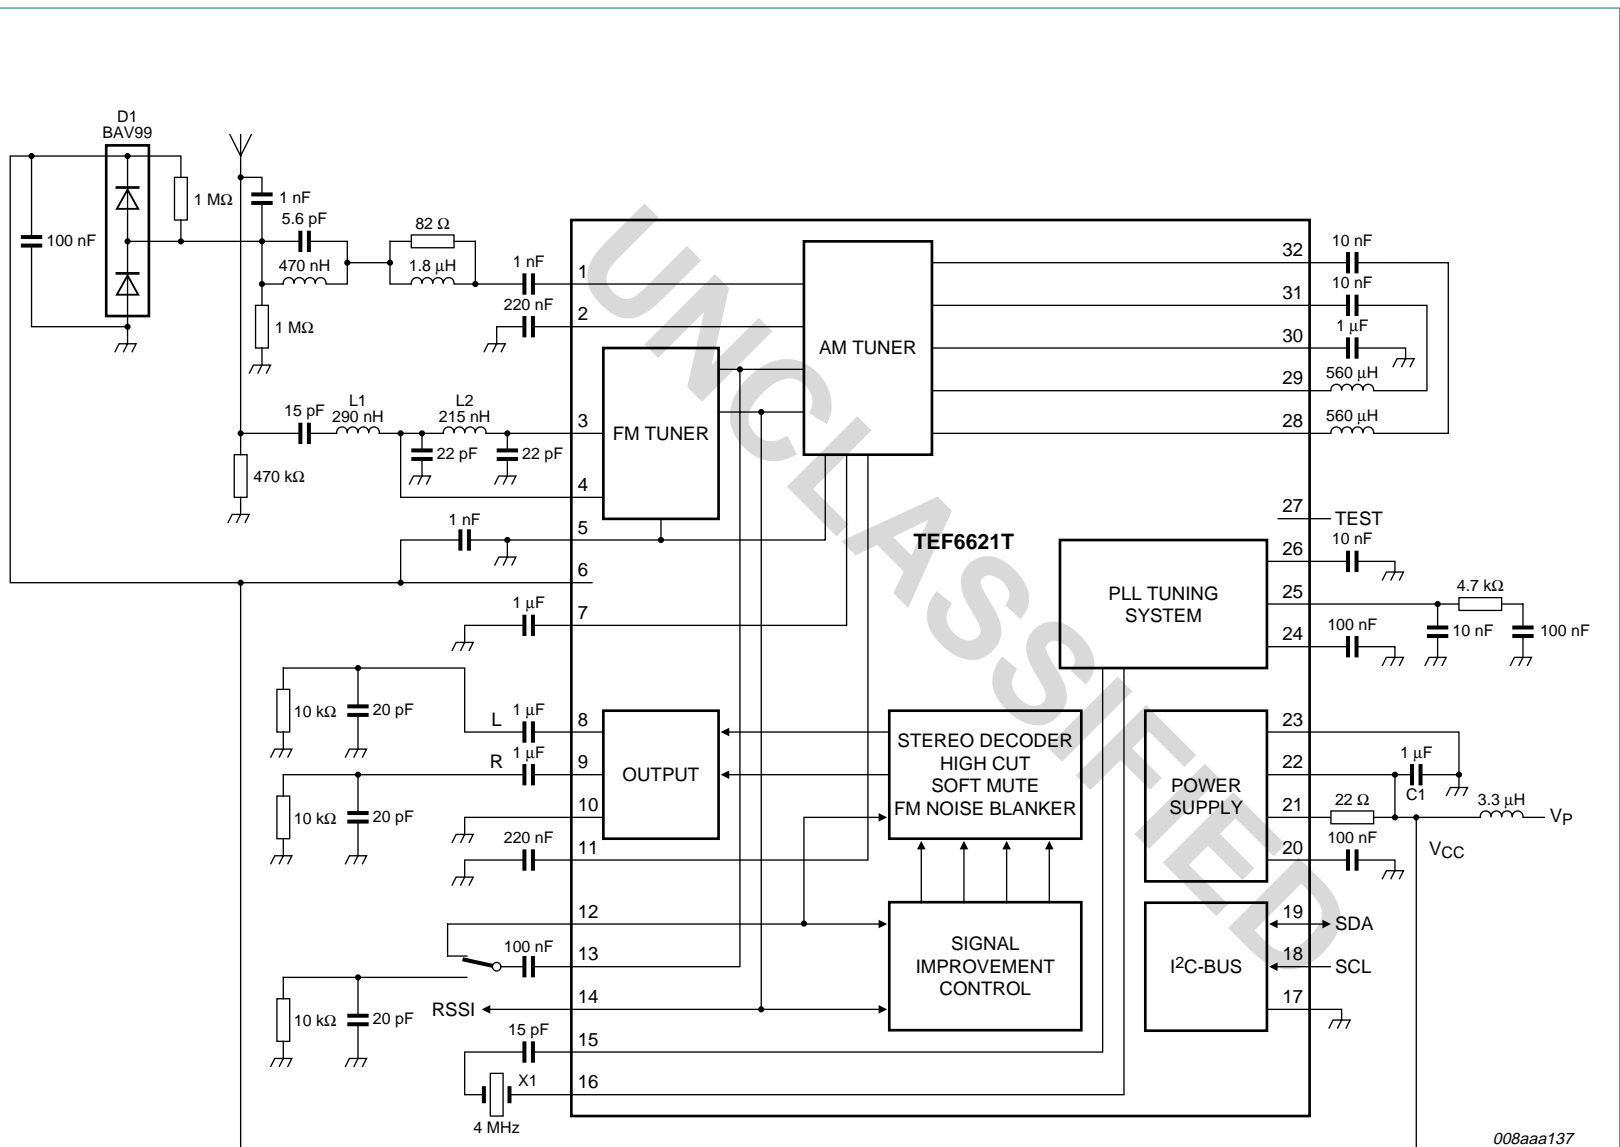 D1
BAV99
100 nF
1 MΩ
1 nF
5.6 pF
470 nH
1 MΩ
82 Ω
1.8 μH
1 nF
1
220 nF
2
AM TUNER
32
10 nF
31
10 nF
30
1 μF
29
560 μH
28
560 μH
15 pF
L1
290 nH
L2
215 nH
3
FM TUNER
22 pF
22 pF
470 kΩ
4
1 nF
5
6
1 μF
7
TEF6621T
27
TEST
26
10 nF
PLL TUNING
SYSTEM
25
4.7 kΩ
10 nF
100 nF
24
100 nF
10 kΩ
20 pF
L
1 μF
8
R
1 μF
9
OUTPUT
10 kΩ
20 pF
10
220 nF
11
STEREO DECODER
HIGH CUT
SOFT MUTE
FM NOISE BLANKER
POWER
SUPPLY
23
22
1 μF
C1
21
22 Ω
3.3 μH
VP
20
100 nF
VCC
12
100 nF
13
SIGNAL
IMPROVEMENT
CONTROL
10 kΩ
20 pF
RSSI
14
15 pF
15
X1
16
4 MHz
I2C-BUS
19
SDA
18
SCL
17
UNCLASSIFIED
008aaa137